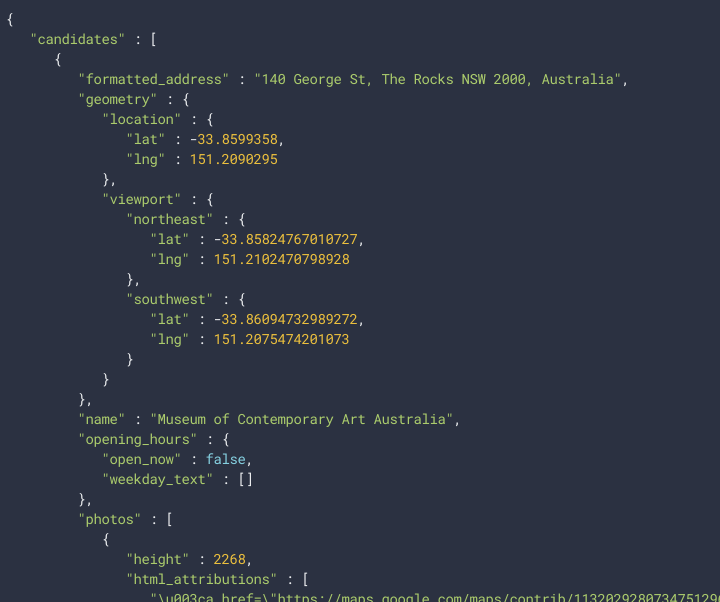 {
"candidates" : [
{
"formatted_address" : "140 George St, The Rocks NSW 2000, Australia",
"geometry" : {
"location" : {
"lat" : -33.8599358,
"lng" : 151.2090295
},
"viewport" : {
"northeast" : {
"lat" : -33.85824767010727,
"lng" : 151.2102470798928
},
"southwest" : {
"lat" : -33.86094732989272,
"lng" : 151.2075474201073
}
}
},
"name" : "Museum of Contemporary Art Australia",
"opening_hours" : {
"open_now" : false,
"weekday_text" : []
},
"photos" : [
{
"height" : 2268,
"html_attributions" : [
"\u003ca href=\"https://maps.google.com/maps/contrib/113202928073475129